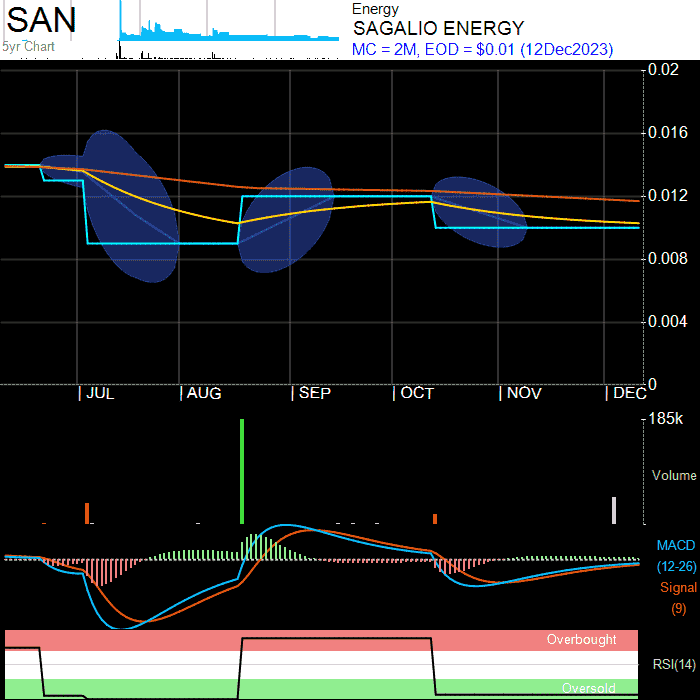 SAN
5yr Chart
Energy
SAGALIO ENERGY
MC = 2M, EOD = $0.01 (12Dec2023)
0.02
0.016
0.012
0.008
0.004
0
| JUL | AUG | SEP | OCT | NOV | DEC
185k
Volume
MACD
(12-26)
Signal
(9)
Overbought
RSI(14)
Oversold